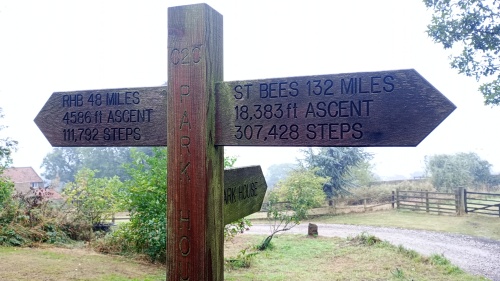 C2C
PARK HOU
RHB 48 MILES
4586 ft ASCENT
111,792 STEPS
ST BEES 132 MILES
18,383 ft ASCENT
307,428 STEPS
ARK HOUSE